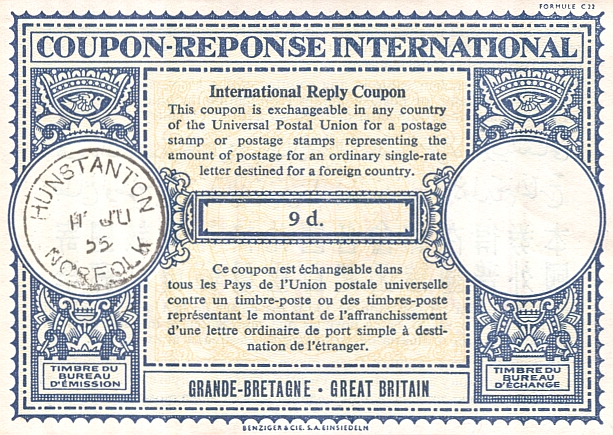 FORMULE C 22
COUPON-REPONSE INTERNATIONAL
International Reply Coupon
This coupon is exchangeable in any country
of the Universal Postal Union for a postage
stamp or postage stamps representing the
amount of postage for an ordinary single-rate
letter destined for a foreign country.
HUNSTANTON
11 JU
55
NORFOLK
9 d.
Ce coupon est échangeable dans
tous les Pays de l'Union postale universelle
contre un timbre-poste ou des timbres-poste
représentant le montant de l'affranchissement
d'une lettre ordinaire de port simple à desti-
nation de l'étranger.
TIMBRE DU
BUREAU
D'ÉMISSION
GRANDE-BRETAGNE • GREAT BRITAIN
TIMBRE DU
BUREAU
D'ÉCHANGE
BENZIGER & CIE. S.A. EINSIEDELN